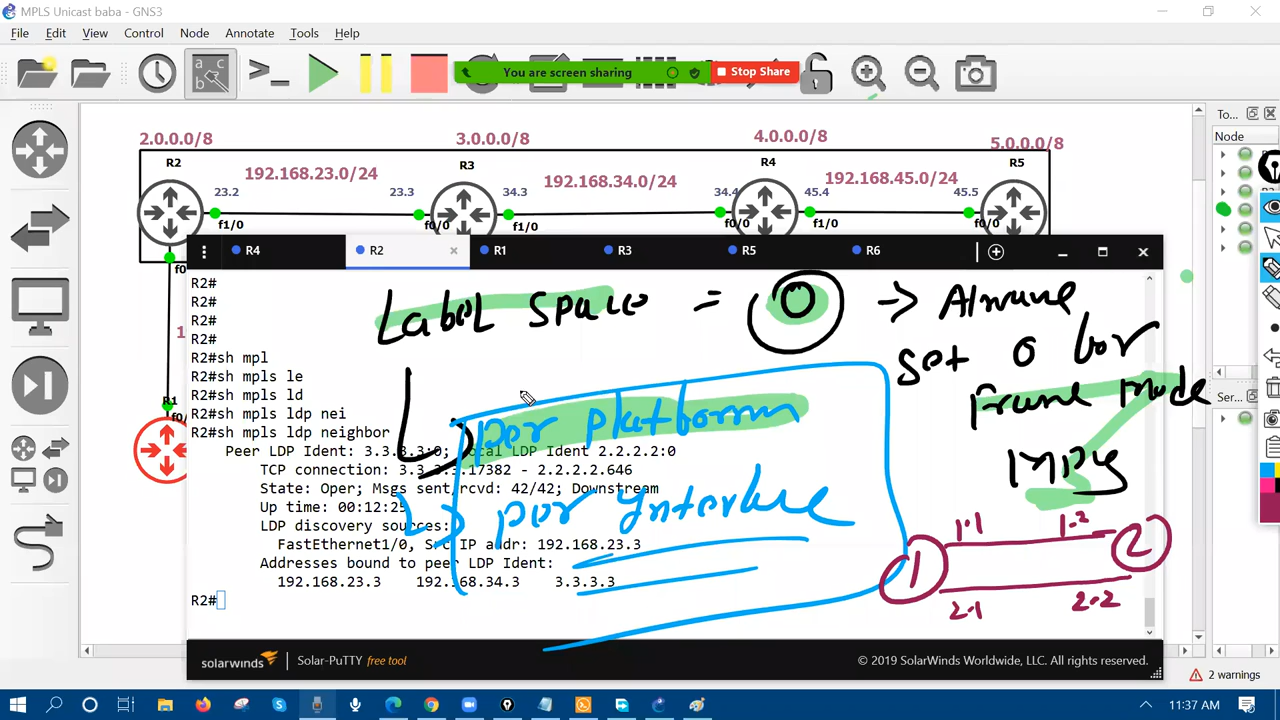 MPLS Unicast baba - GNS3
File Edit View Control Node Annotate Tools Help
You are screen sharing
Stop Share
2.0.0.0/8
3.0.0.0/8
4.0.0.0/8
5.0.0.0/8
R2
R3
R4
R5
192.168.23.0/24
192.168.34.0/24
192.168.45.0/24
23.2
23.3
34.3
34.4
45.4
45.5
f1/0
f0/0
f1/0
f0/0
f1/0
f0/0
R1
To...
Node
Ser...
R4 R2 R1 R3 R5 R6
R2#
R2#
R2#
R2#
R2#sh mpl
R2#sh mpls le
R2#sh mpls ld
R2#sh mpls ldp nei
R2#sh mpls ldp neighbor
Peer LDP Ident: 3.3.3.3:0; Local LDP Ident 2.2.2.2:0
TCP connection: 3.3.3.3.17382 - 2.2.2.2.646
State: Oper; Msgs sent/rcvd: 42/42; Downstream
Up time: 00:12:25
LDP discovery sources:
FastEthernet1/0, Src IP addr: 192.168.23.3
Addresses bound to peer LDP Ident:
192.168.23.3 192.168.34.3 3.3.3.3
R2#
Label Space = 0 →
set 0 for
frame mode
per platform
per Interface
1 1.1 1.2 2
2.1 2.2
solarwinds Solar-PuTTY free tool
© 2019 SolarWinds Worldwide, LLC. All rights reserved.
2 warnings
11:37 AM